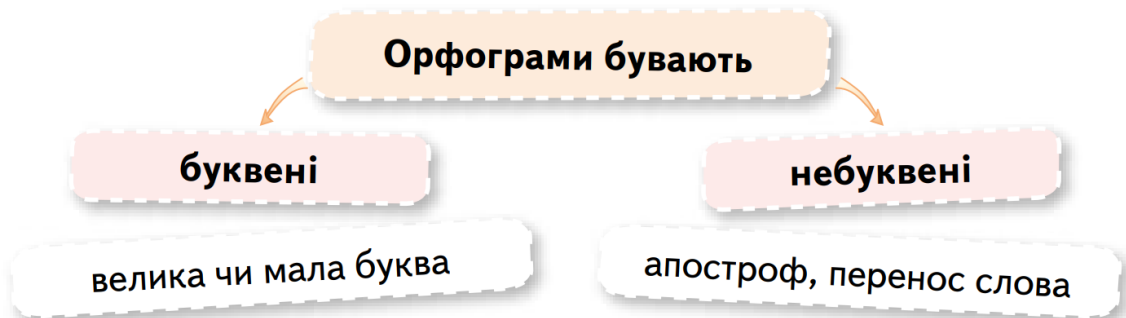 Орфограми бувають
буквені
небуквені
велика чи мала буква
апостроф, перенос слова